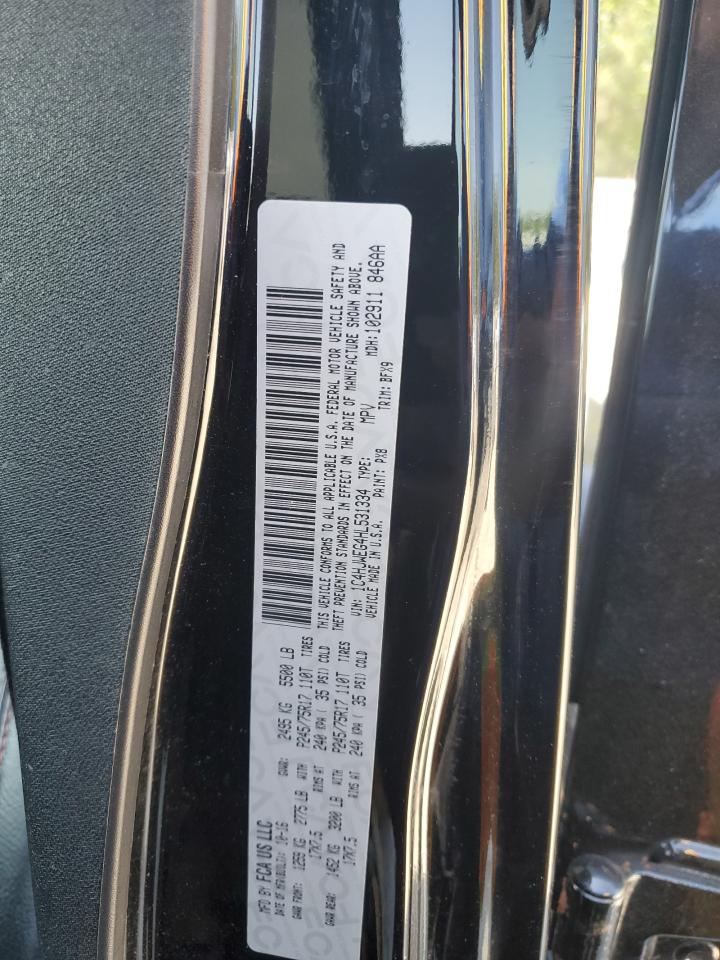 MFD BY FCA US LLC
DATE OF MFR(BUILT): 10-16 GVWR: 2495 KG 5500 LB
GAWR FRONT: 1259 KG 2775 LB WITH P245/75R17 110T TIRES
17X7.5 RIMS AT 240 KPA ( 35 PSI) COLD
GAWR REAR: 1452 KG 3200 LB WITH P245/75R17 110T TIRES
17X7.5 RIMS AT 240 KPA ( 35 PSI) COLD
THIS VEHICLE CONFORMS TO ALL APPLICABLE U.S.A. FEDERAL MOTOR VEHICLE SAFETY AND
THEFT PREVENTION STANDARDS IN EFFECT ON THE DATE OF MANUFACTURE SHOWN ABOVE.
VIN: 1C4HJWEG4HL531334 TYPE: MPV MDH: 102911 846AA
VEHICLE MADE IN U.S.A. PAINT: PX8 TRIM: BFX9